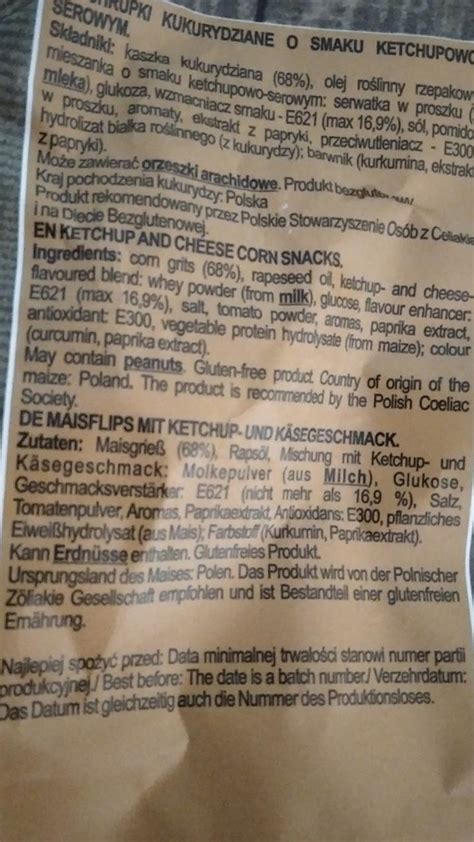 CHRUPKI KUKURYDZIANE O SMAKU KETCHUPOWO
SEROWYM.
Składniki: kaszka kukurydziana (68%), olej roślinny rzepakowy
mieszanka o smaku ketchupowo-serowym: serwatka w proszku (
mleka), glukoza, wzmacniacz smaku - E621 (max 16,9%), sól, pomidor
w proszku, aromaty, ekstrakt z papryki, przeciwutleniacz - E300
hydrolizat białka roślinnego (z kukurydzy); barwnik (kurkumina, ekstrakt
z papryki).
Może zawierać orzeszki arachidowe. Produkt bezglutenowy
Kraj pochodzenia kukurydzy: Polska
Produkt rekomendowany przez Polskie Stowarzyszenie Osób z Celiakią
i na Diecie Bezglutenowej.
EN KETCHUP AND CHEESE CORN SNACKS.
Ingredients: corn grits (68%), rapeseed oil, ketchup- and cheese-
flavoured blend: whey powder (from milk), glucose, flavour enhancer:
E621 (max 16,9%), salt, tomato powder, aromas, paprika extract,
antioxidant: E300, vegetable protein hydrolysate (from maize); colour
(curcumin, paprika extract).
May contain peanuts. Gluten-free product. Country of origin of the
maize: Poland. The product is recommended by the Polish Coeliac
Society.
DE MAISFLIPS MIT KETCHUP- UND KÄSEGESCHMACK.
Zutaten: Maisgrieß (68%), Rapsöl, Mischung mit Ketchup- und
Käsegeschmack: Molkepulver (aus Milch), Glukose,
Geschmacksverstärker: E621 (nicht mehr als 16,9 %), Salz,
Tomatenpulver, Aromas, Paprikaextrakt, Antioxidans: E300, pflanzliches
Eiweißhydrolysat (aus Mais); Farbstoff (Kurkumin, Paprikaextrakt).
Kann Erdnüsse enthalten. Glutenfreies Produkt.
Ursprungsland des Maises: Polen. Das Produkt wird von der Polnischer
Zöliakie Gesellschaft empfohlen und ist Bestandteil einer glutenfreien
Ernährung.
Najlepiej spożyć przed: Data minimalnej trwałości stanowi numer partii
produkcyjnej./ Best before: The date is a batch number./ Verzehrdatum:
Das Datum ist gleichzeitig auch die Nummer des Produktionsloses.